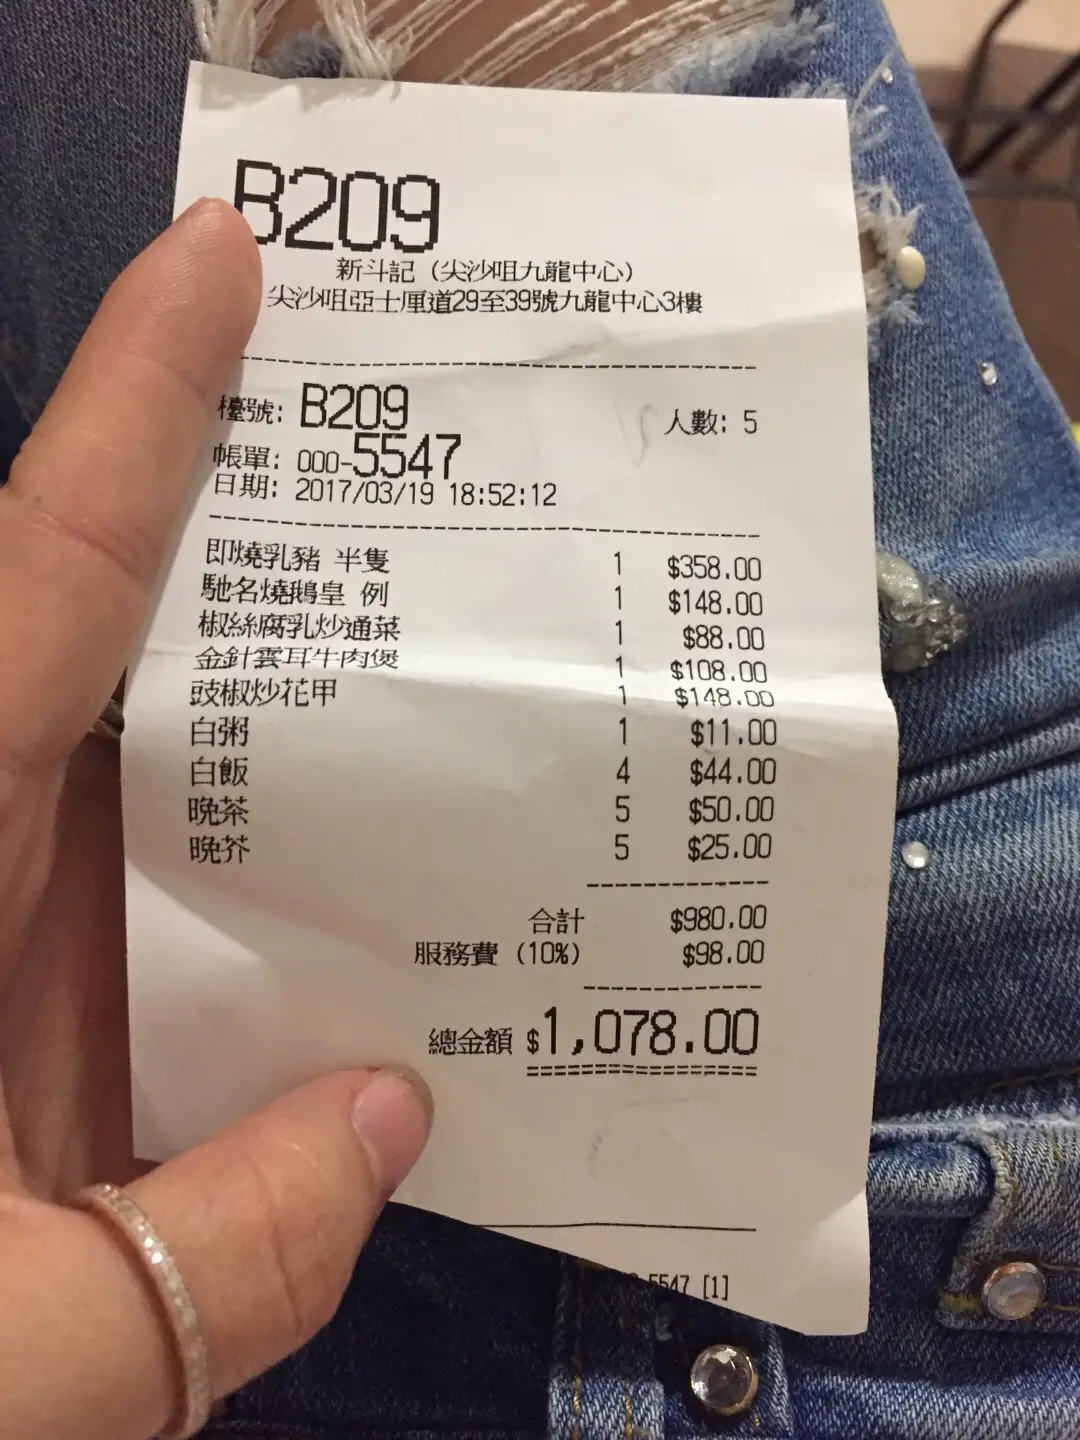 B209
新斗記（尖沙咀九龍中心）
尖沙咀亞士厘道29至39號九龍中心3樓
檯號: B209 人數: 5
帳單: 000-5547
日期: 2017/03/19 18:52:12
即燒乳豬 半隻 1 $358.00
馳名燒鵝皇 例 1 $148.00
椒絲腐乳炒通菜 1 $88.00
金針雲耳牛肉煲 1 $108.00
豉椒炒花甲 1 $148.00
白粥 1 $11.00
白飯 4 $44.00
晩茶 5 $50.00
晩芥 5 $25.00
合計 $980.00
服務費 (10%) $98.00
總金額 $1,078.00
5547 [1]